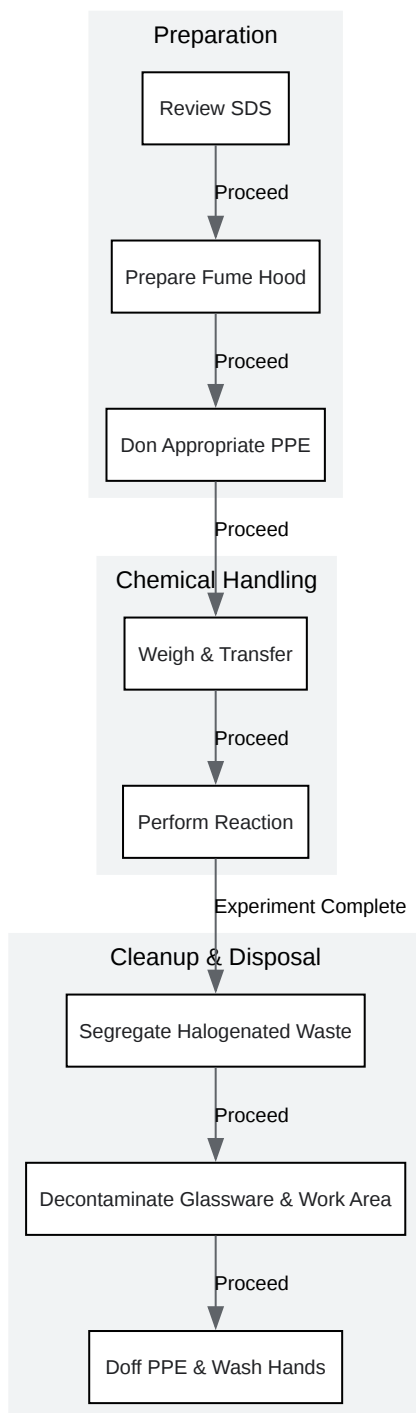 Preparation
Review SDS
Proceed
Prepare Fume Hood
Proceed
Don Appropriate PPE
Proceed
Chemical Handling
Weigh & Transfer
Proceed
Perform Reaction
Experiment Complete
Cleanup & Disposal
Segregate Halogenated Waste
Proceed
Decontaminate Glassware & Work Area
Proceed
Doff PPE & Wash Hands